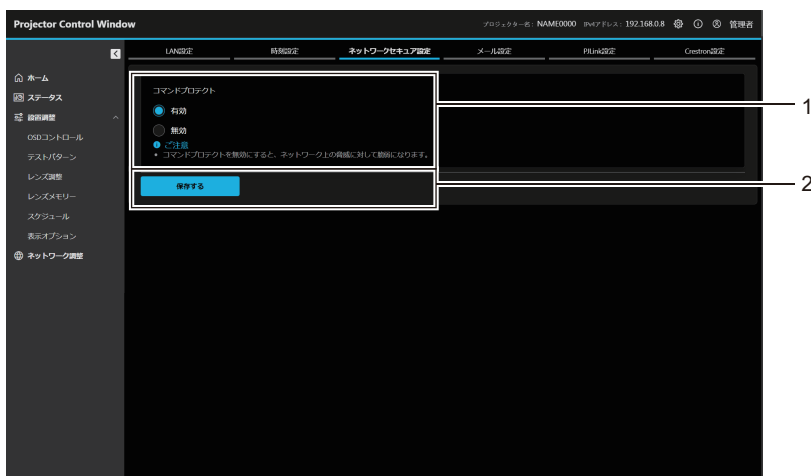 Projector Control Window
プロジェクター名: NAME0000 IPv4アドレス: 192.168.0.8 管理者
LAN設定 時刻設定 ネットワークセキュア設定 メール設定 PJLink設定 Crestron設定
ホーム
ステータス
設置調整
OSDコントロール
テストパターン
レンズ調整
レンズメモリー
スケジュール
表示オプション
ネットワーク調整
コマンドプロテクト
有効
無効
ご注意
• コマンドプロテクトを無効にすると、ネットワーク上の脅威に対して脆弱になります。
保存する
1
2